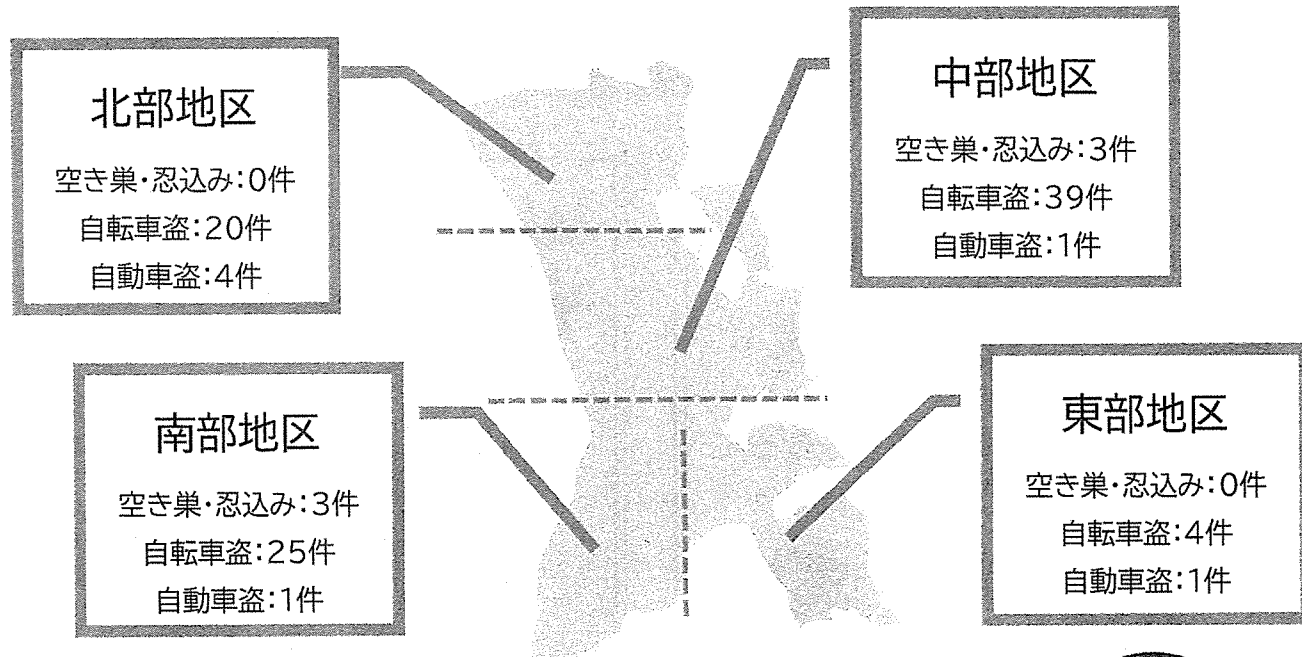 北部地区
空き巣・忍込み:0件
自転車盗:20件
自動車盗:4件
中部地区
空き巣・忍込み:3件
自転車盗:39件
自動車盗:1件
南部地区
空き巣・忍込み:3件
自転車盗:25件
自動車盗:1件
東部地区
空き巣・忍込み:0件
自転車盗:4件
自動車盗:1件